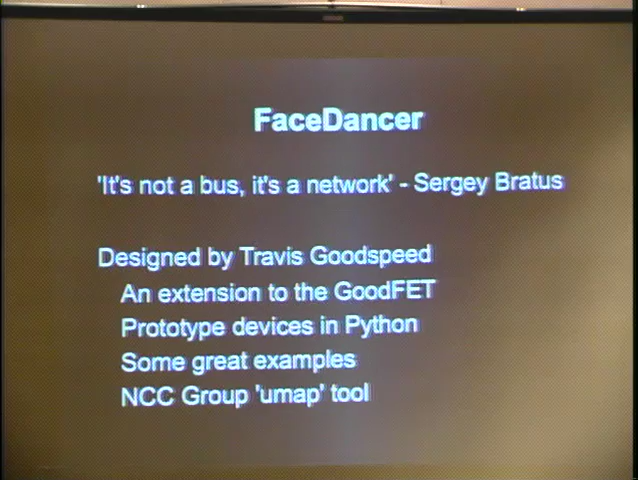 FaceDancer
'It's not a bus, it's a network' - Sergey Bratus
Designed by Travis Goodspeed
An extension to the GoodFET
Prototype devices in Python
Some great examples
NCC Group 'umap' tool